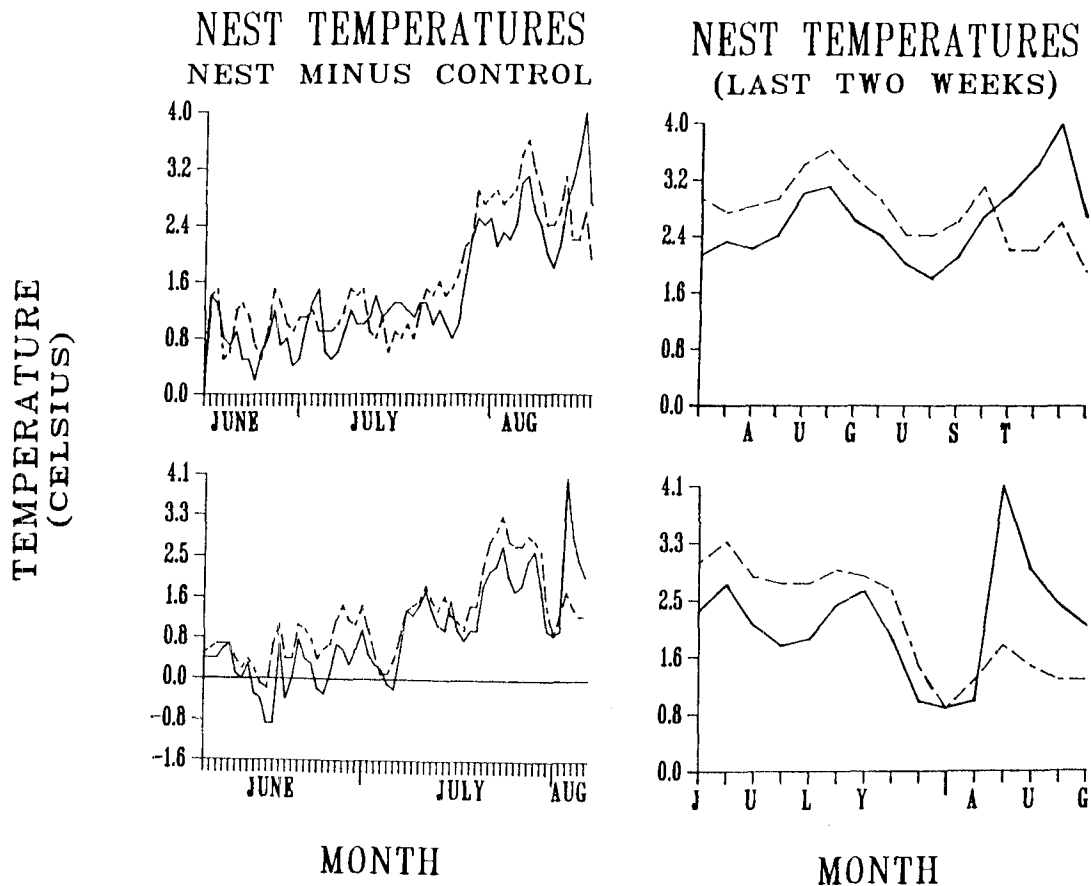 NEST TEMPERATURES
NEST MINUS CONTROL
NEST TEMPERATURES
(LAST TWO WEEKS)
TEMPERATURE
(CELSIUS)
4.0
3.2
2.4
1.6
0.8
0.0
JUNE JULY AUG
4.0
3.2
2.4
1.6
0.8
0.0
A U G U S T
4.1
3.3
2.5
1.6
0.8
0.0
-0.8
-1.6
JUNE JULY AUG
4.1
3.3
2.5
1.6
0.8
0.0
J U L Y A U G
MONTH
MONTH